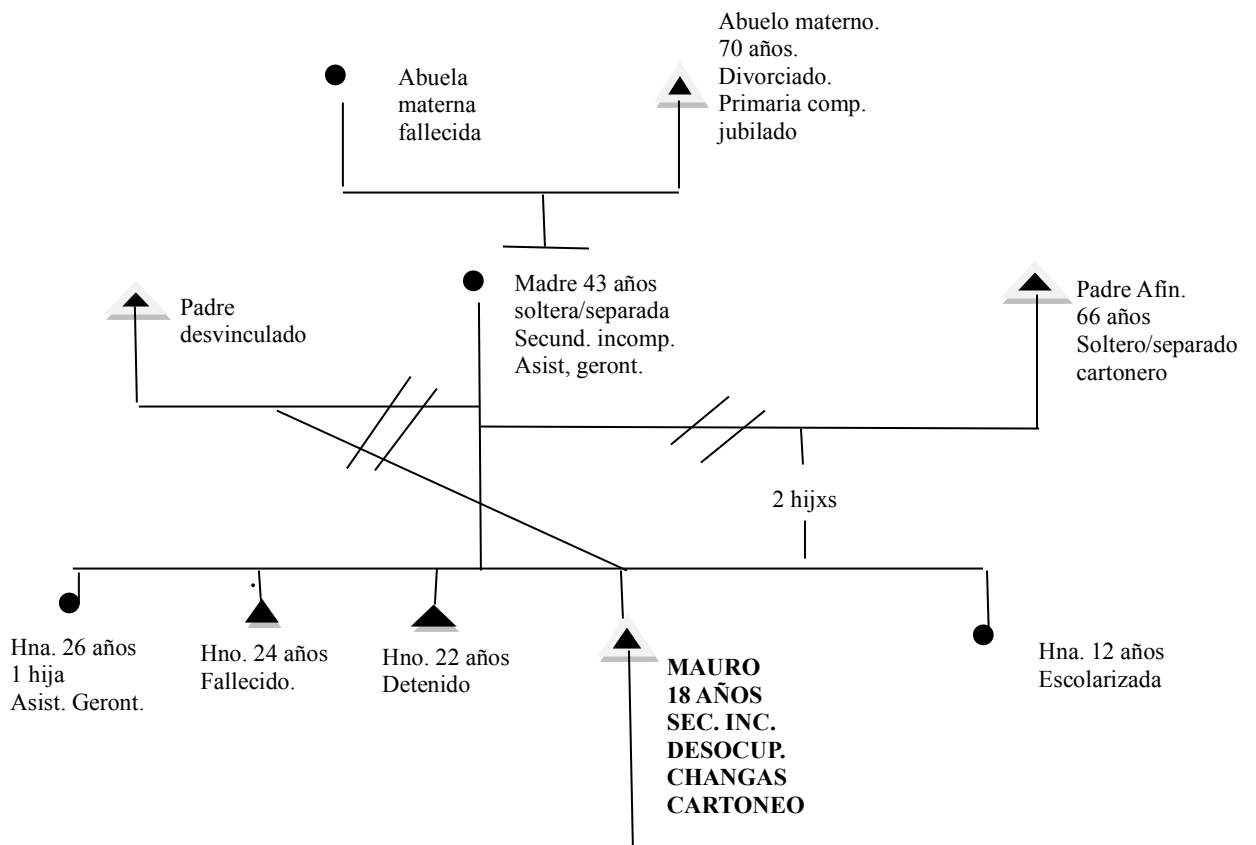 Abuela
materna
fallecida
Abuelo materno.
70 años.
Divorciado.
Primaria comp.
jubilado
Padre
desvinculado
Madre 43 años
soltera/separada
Secund. incomp.
Asist, geront.
Padre Afín.
66 años
Soltero/separado
cartonero
2 hijxs
Hna. 26 años
1 hija
Asist. Geront.
Hno. 24 años
Fallecido.
Hno. 22 años
Detenido
MAURO
18 AÑOS
SEC. INC.
DESOCUP.
CHANGAS
CARTONEO
Hna. 12 años
Escolarizada